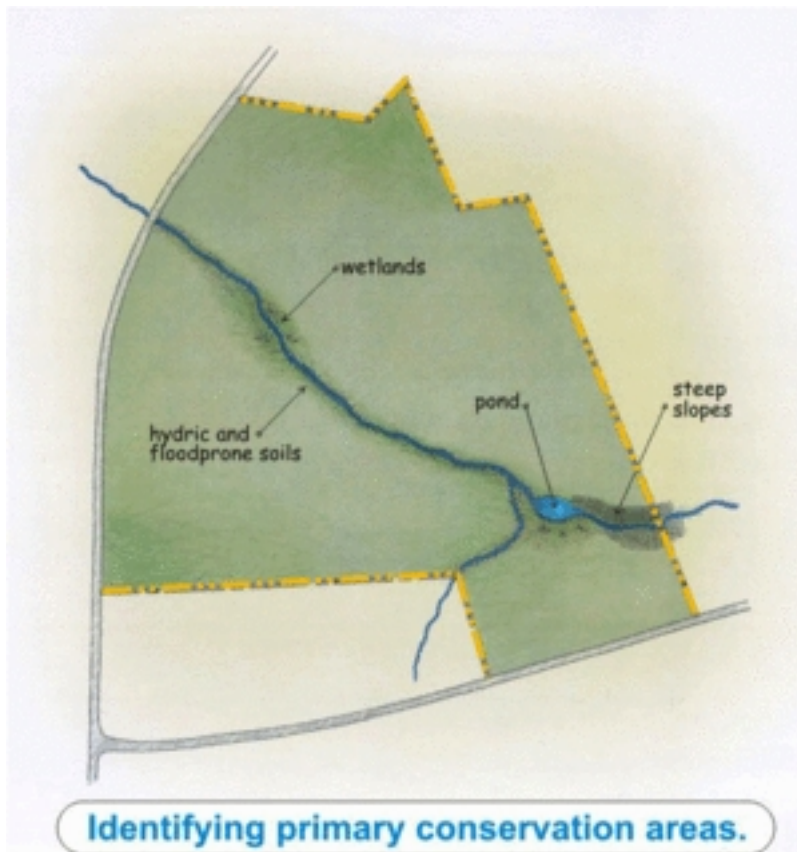 wetlands
pond
steep
slopes
hydric and
floodprone soils
Identifying primary conservation areas.